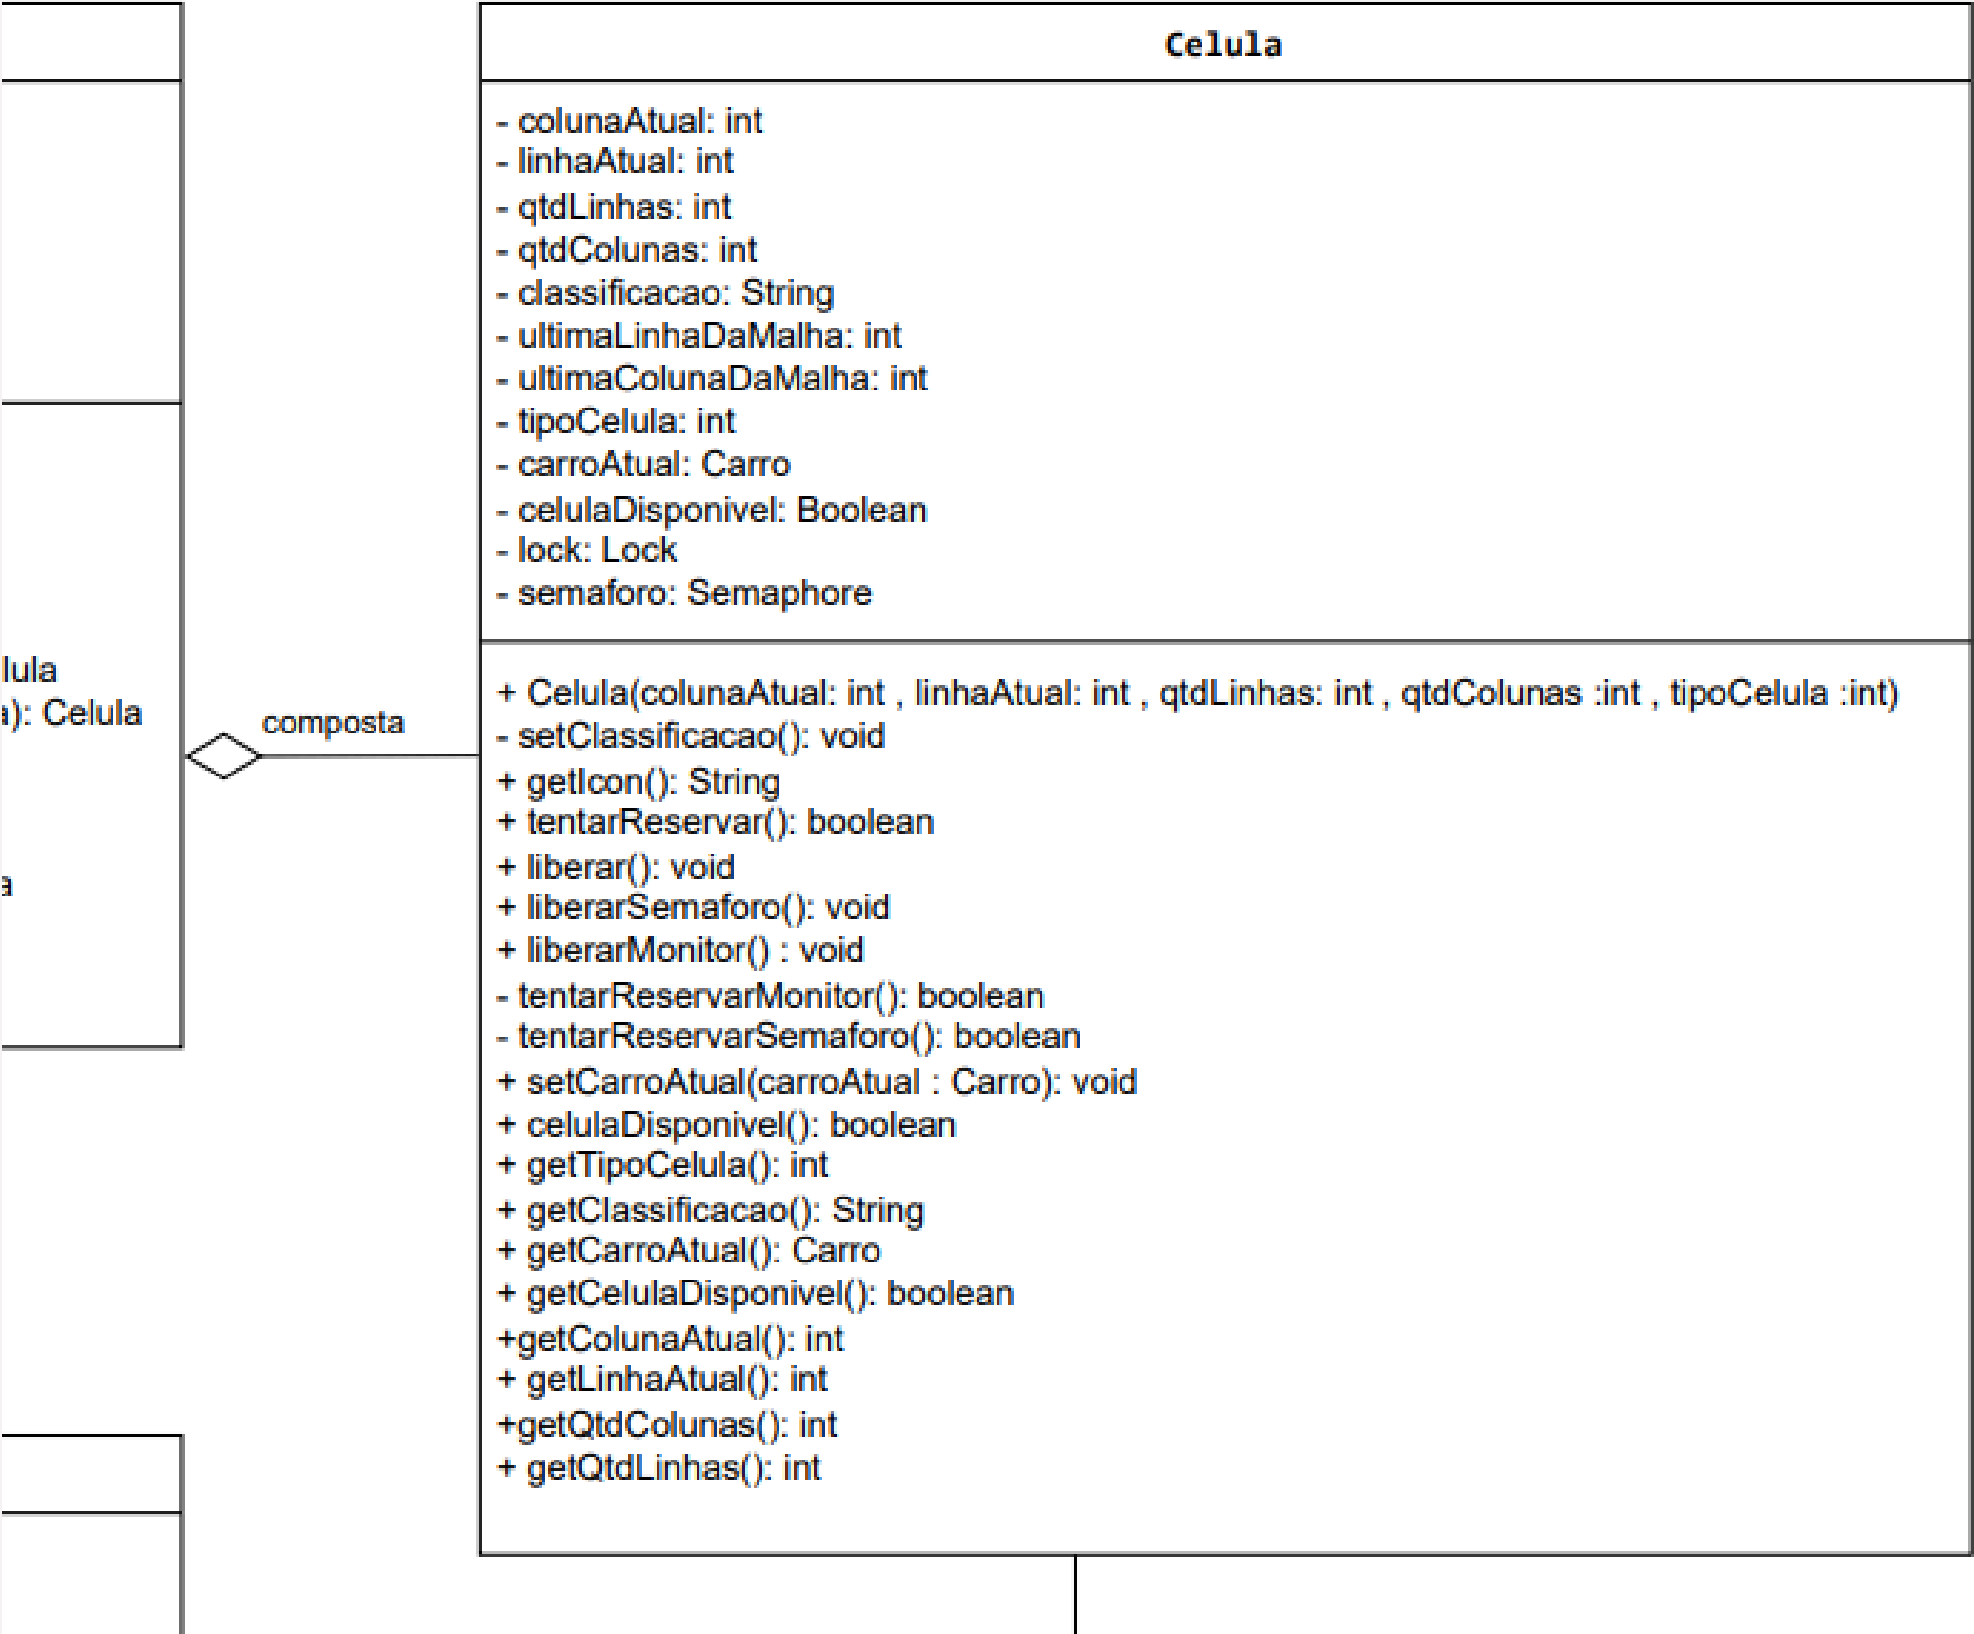 Celula
- colunaAtual: int
- linhaAtual: int
- qtdLinhas: int
- qtdColunas: int
- classificacao: String
- ultimaLinhaDaMalha: int
- ultimaColunaDaMalha: int
- tipoCelula: int
- carroAtual: Carro
- celulaDisponivel: Boolean
- lock: Lock
- semaforo: Semaphore
lula
a): Celula
a
composta
+ Celula(colunaAtual: int , linhaAtual: int , qtdLinhas: int , qtdColunas :int , tipoCelula :int)
- setClassificacao(): void
+ getIcon(): String
+ tentarReservar(): boolean
+ liberar(): void
+ liberarSemaforo(): void
+ liberarMonitor() : void
- tentarReservarMonitor(): boolean
- tentarReservarSemaforo(): boolean
+ setCarroAtual(carroAtual : Carro): void
+ celulaDisponivel(): boolean
+ getTipoCelula(): int
+ getClassificacao(): String
+ getCarroAtual(): Carro
+ getCelulaDisponivel(): boolean
+getColunaAtual(): int
+ getLinhaAtual(): int
+getQtdColunas(): int
+ getQtdLinhas(): int